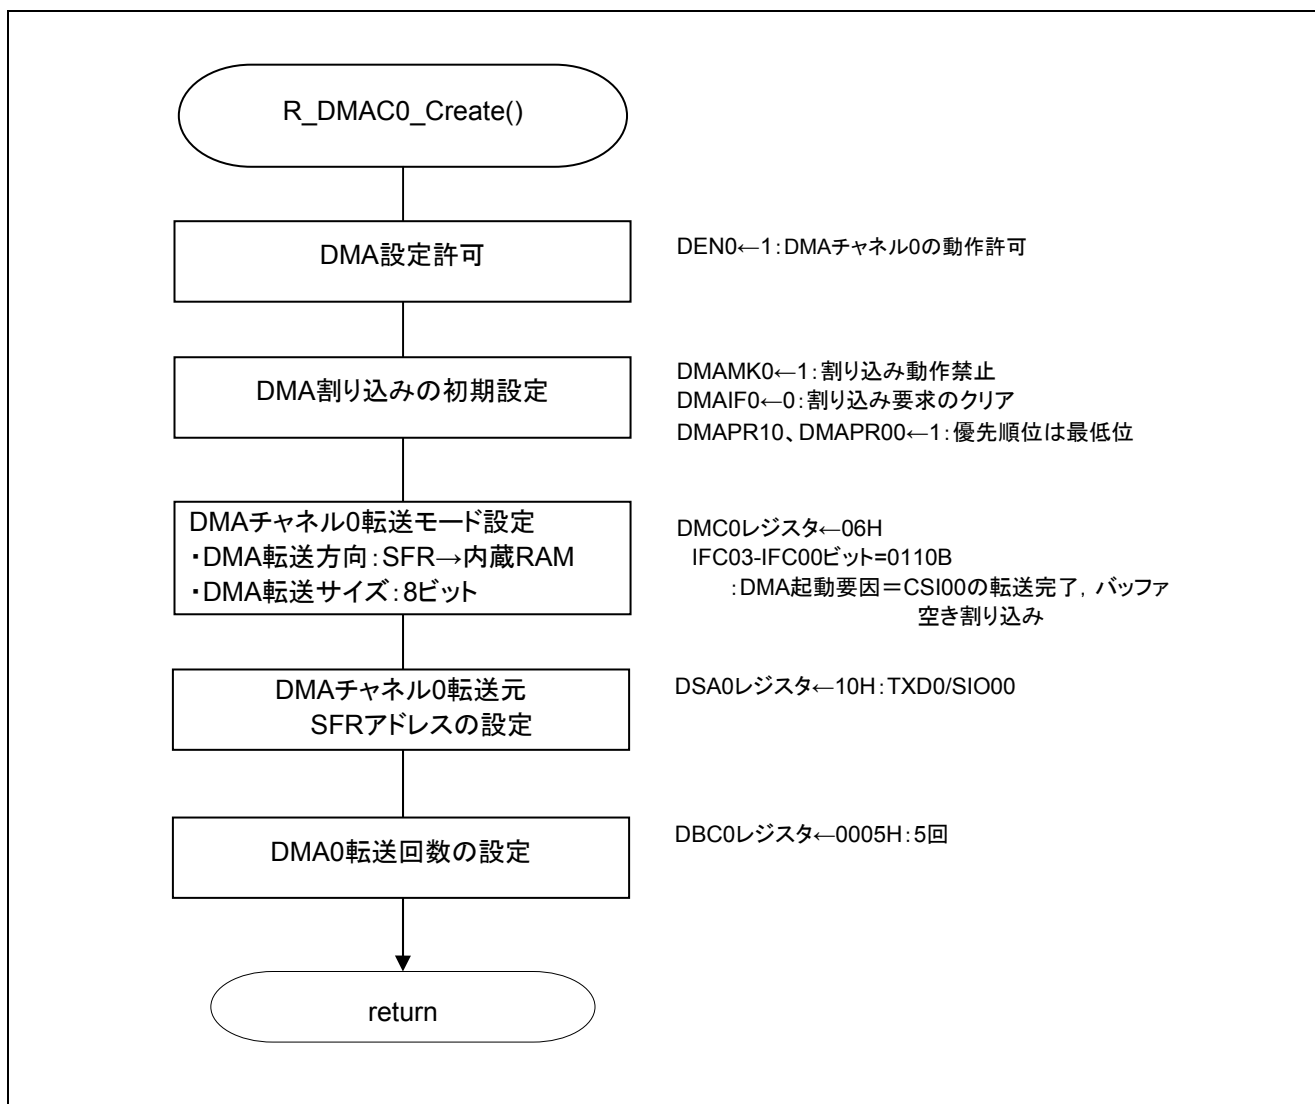 R_DMAC0_Create()
DMA設定許可
DEN0←1：DMAチャネル0の動作許可
DMA割り込みの初期設定
DMAMK0←1：割り込み動作禁止
DMAIF0←0：割り込み要求のクリア
DMAPR10、DMAPR00←1：優先順位は最低位
DMAチャネル0転送モード設定
・DMA転送方向：SFR→内蔵RAM
・DMA転送サイズ：8ビット
DMC0レジスタ←06H
IFC03-IFC00ビット=0110B
：DMA起動要因＝CSI00の転送完了，バッファ
空き割り込み
DMAチャネル0転送元
SFRアドレスの設定
DSA0レジスタ←10H：TXD0/SIO00
DMA0転送回数の設定
DBC0レジスタ←0005H：5回
return